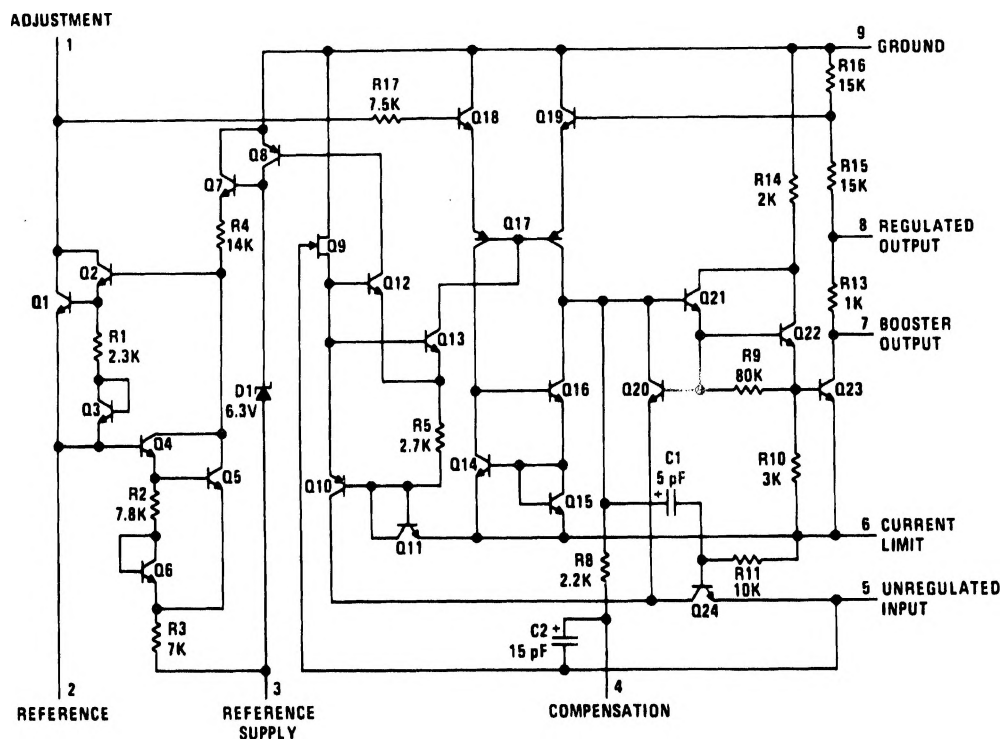 ADJUSTMENT
1
9
GROUND
R16
15K
R17
7.5K
Q18
Q19
Q8
Q7
R15
15K
R14
2K
R4
14K
Q17
8
REGULATED
OUTPUT
Q9
Q2
Q12
Q21
R13
1K
Q1
Q13
Q22
7
BOOSTER
OUTPUT
R1
2.3K
R9
80K
D1
6.3V
Q16
Q20
Q23
Q3
R5
2.7K
Q4
C1
5 pF
+
Q14
R10
3K
Q5
Q10
R2
7.8K
Q15
6
CURRENT
LIMIT
Q11
Q6
R8
2.2K
R11
10K
5
UNREGULATED
INPUT
Q24
R3
7K
C2
+
15 pF
2
REFERENCE
3
REFERENCE
SUPPLY
4
COMPENSATION